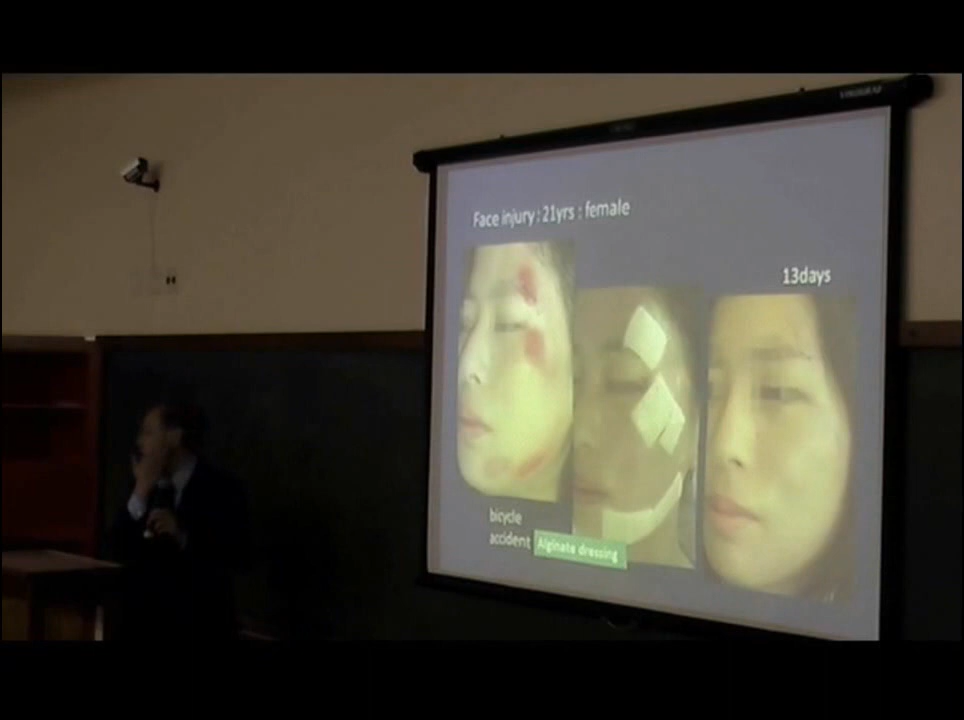 Face injury : 21yrs : female
13days
bicycle
accident
Alginate dressing